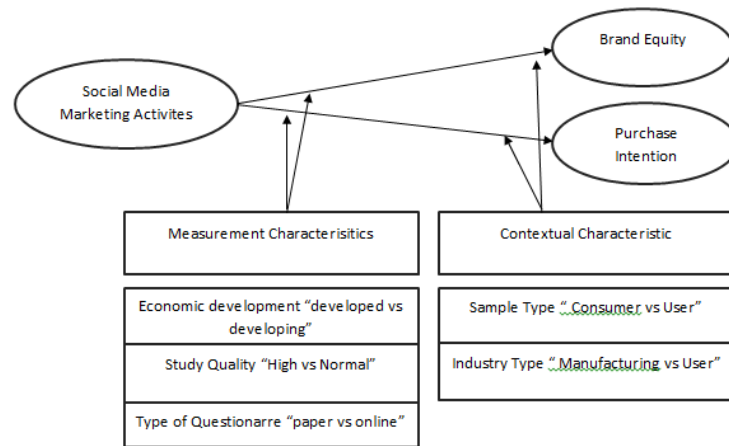 Brand Equity
Social Media
Marketing Activites
Purchase
Intention
Measurement Characterisitics
Contextual Characteristic
Economic development “developed vs
developing”
Study Quality “High vs Normal”
Type of Questionarre “paper vs online”
Sample Type “ Consumer vs User”
Industry Type “ Manufacturing vs User”